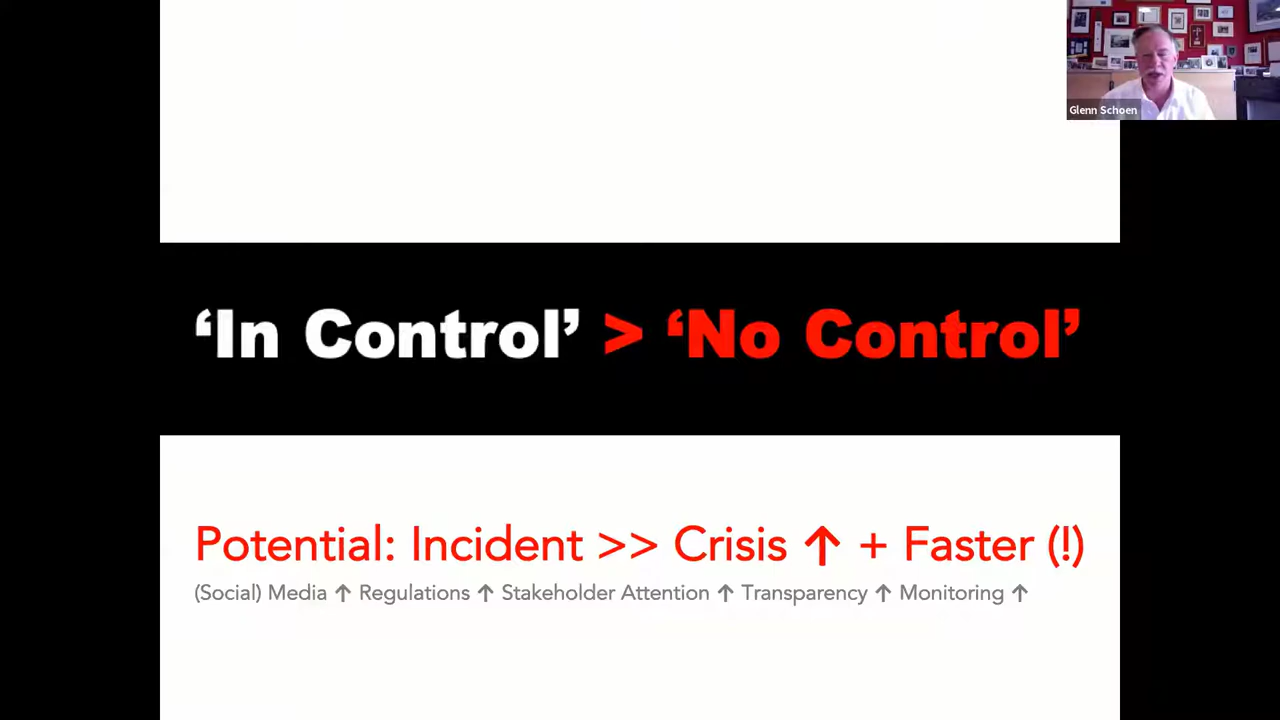 Glenn Schoen
‘In Control’ > ‘No Control’
Potential: Incident >> Crisis ↑ + Faster (!)
(Social) Media ↑ Regulations ↑ Stakeholder Attention ↑ Transparency ↑ Monitoring ↑